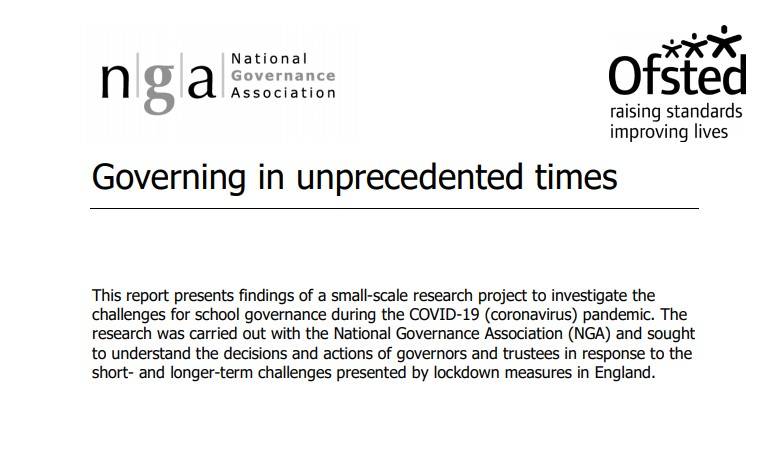 n|g|a
National
Governance
Association
Ofsted
raising standards
improving lives
Governing in unprecedented times
This report presents findings of a small-scale research project to investigate the
challenges for school governance during the COVID-19 (coronavirus) pandemic. The
research was carried out with the National Governance Association (NGA) and sought
to understand the decisions and actions of governors and trustees in response to the
short- and longer-term challenges presented by lockdown measures in England.